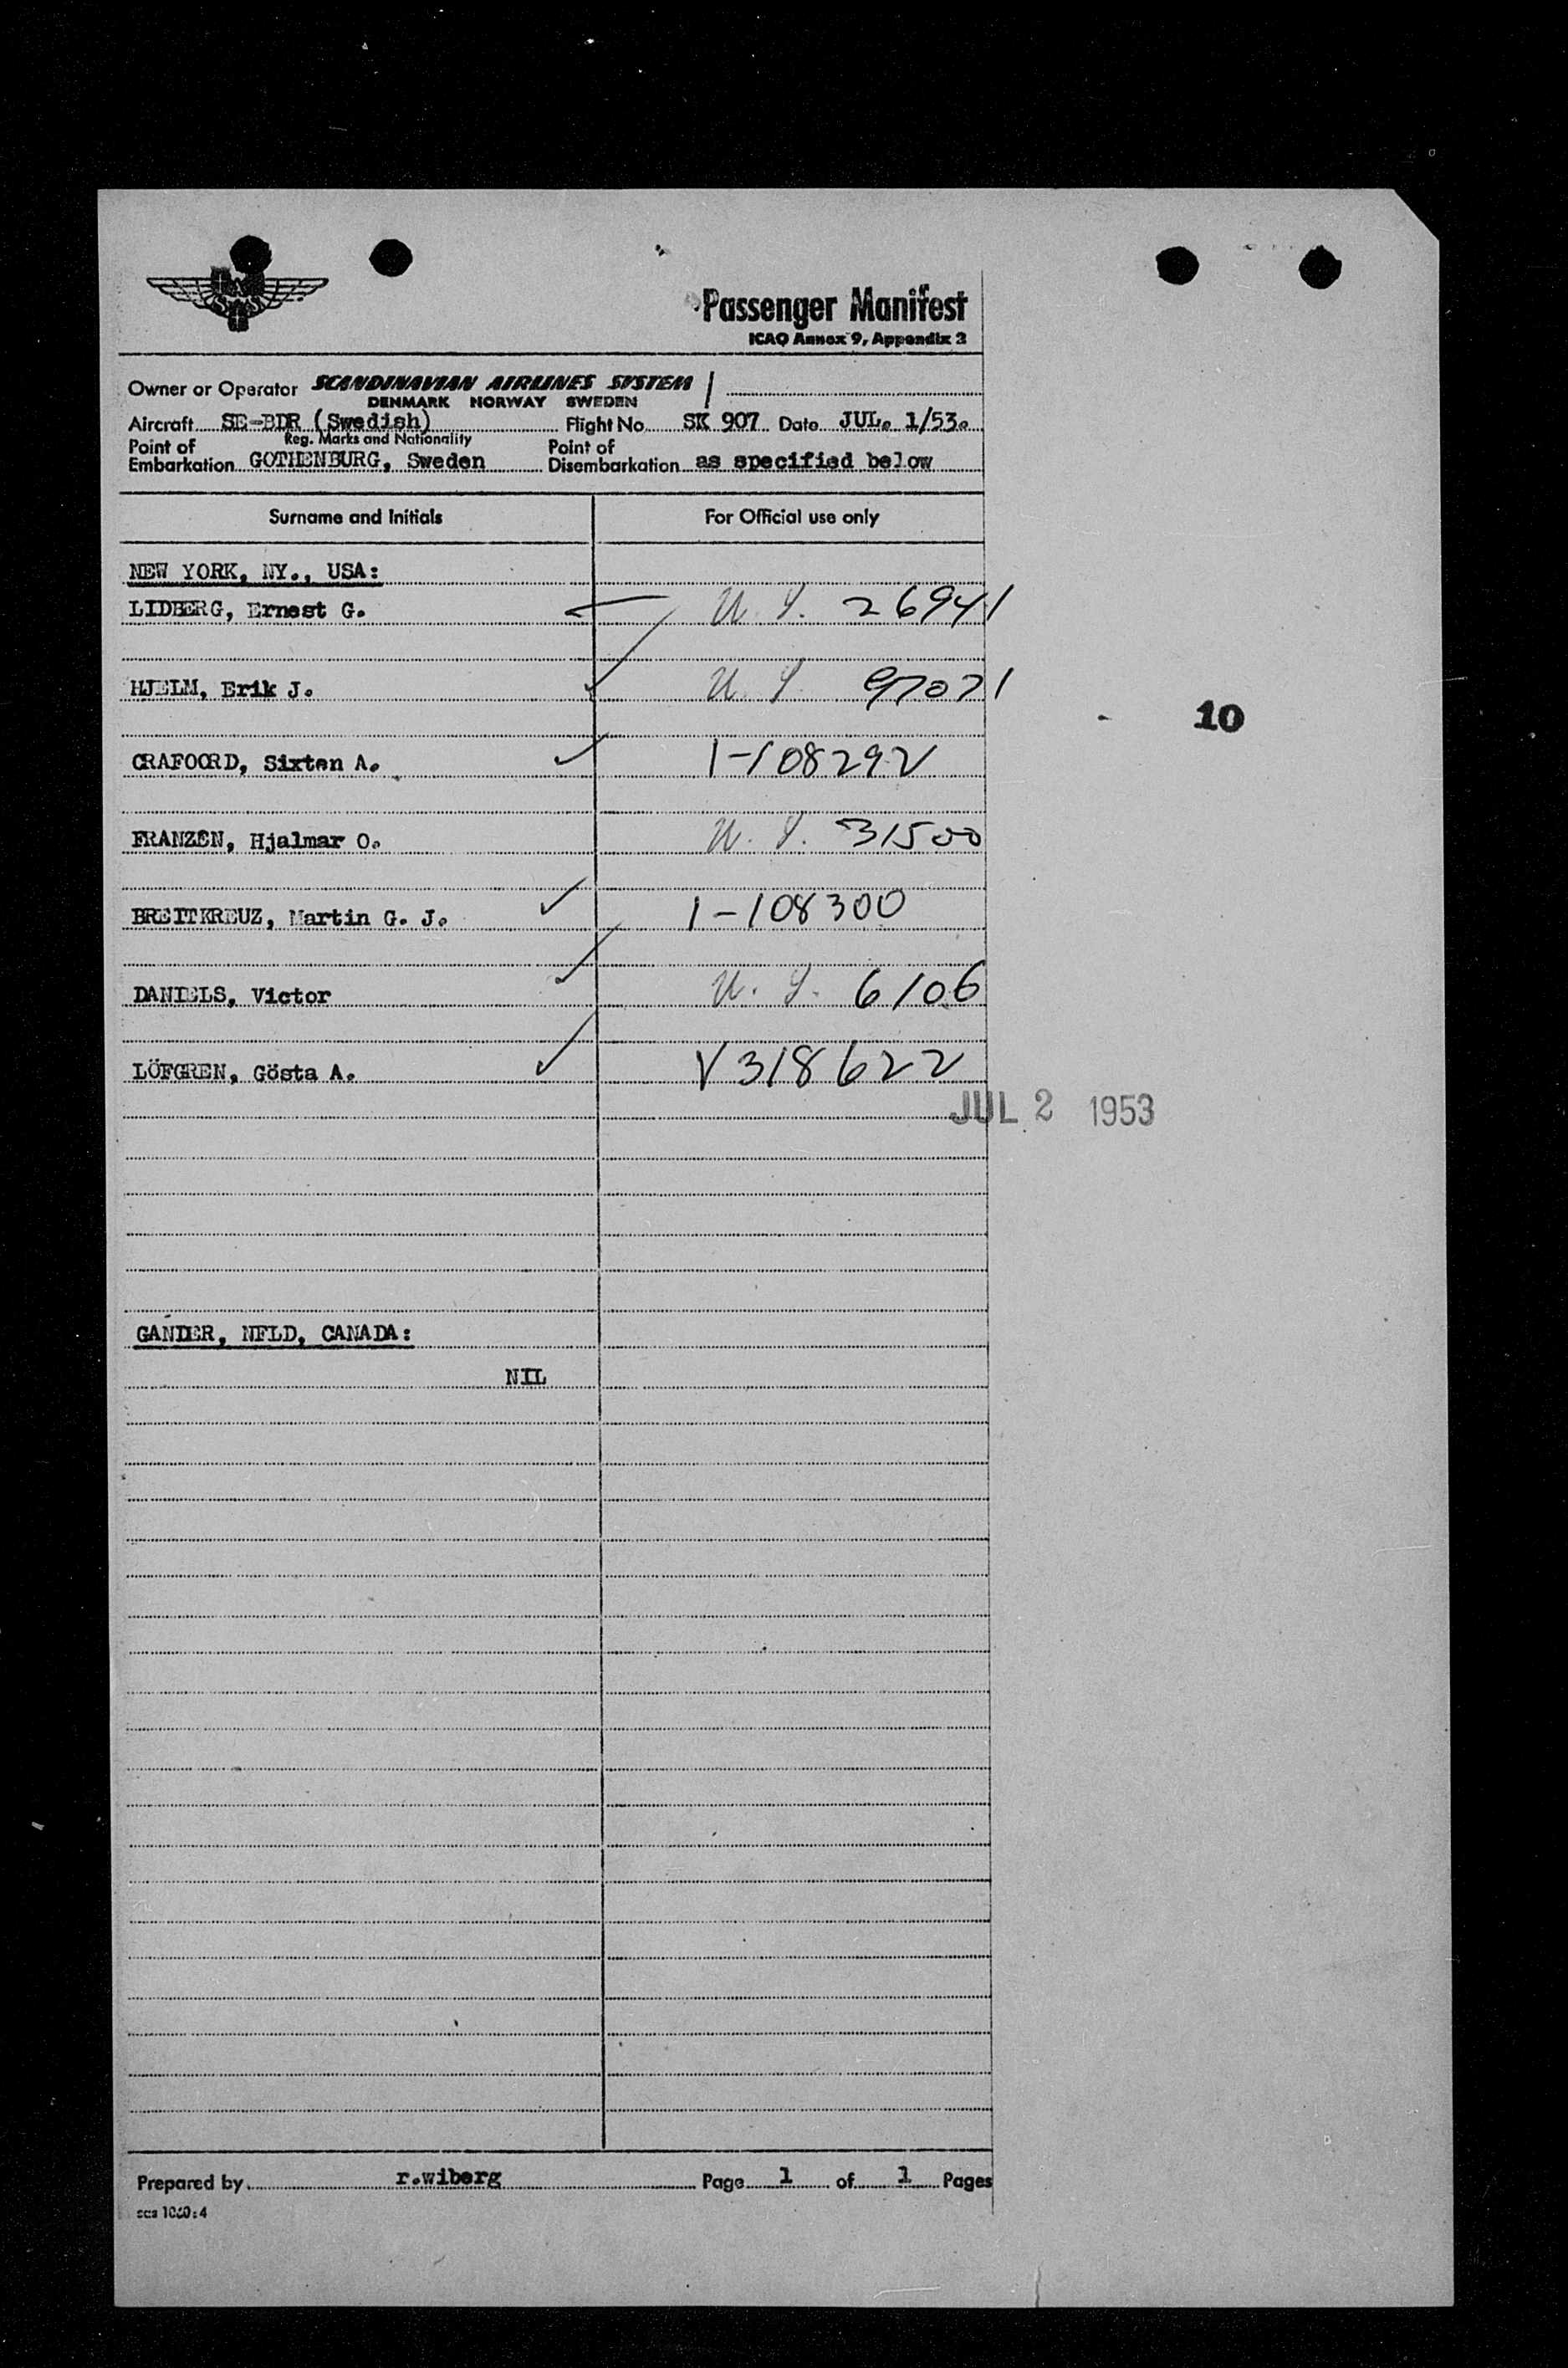 SAS
Passenger Manifest
ICAO Annex 9, Appendix 2
Owner or Operator SCANDINAVIAN AIRLINES SYSTEM
DENMARK NORWAY SWEDEN
Aircraft SE-BDR (Swedish) Flight No SK 907 Date JUL. 1/53.
Reg. Marks and Nationality
Point of Embarkation GOTHENBURG, Sweden Point of Disembarkation as specified below
Surname and Initials For Official use only
NEW YORK, NY., USA:
LIDBERG, Ernest G. U.S. 26941
HJELM, Erik J. U.S. 97071
CRAFOORD, Sixten A. 1-108292
FRANZEN, Hjalmar O. U.S. 31500
10
BREITKREUZ, Martin G. J. 1-108300
DANIELS, Victor U.S. 6106
LÖFGREN, Gösta A. V318622
JUL 2 1953
GANDER, NFLD, CANADA:
NIL
Prepared by r.wiberg Page 1 of 1 Pages